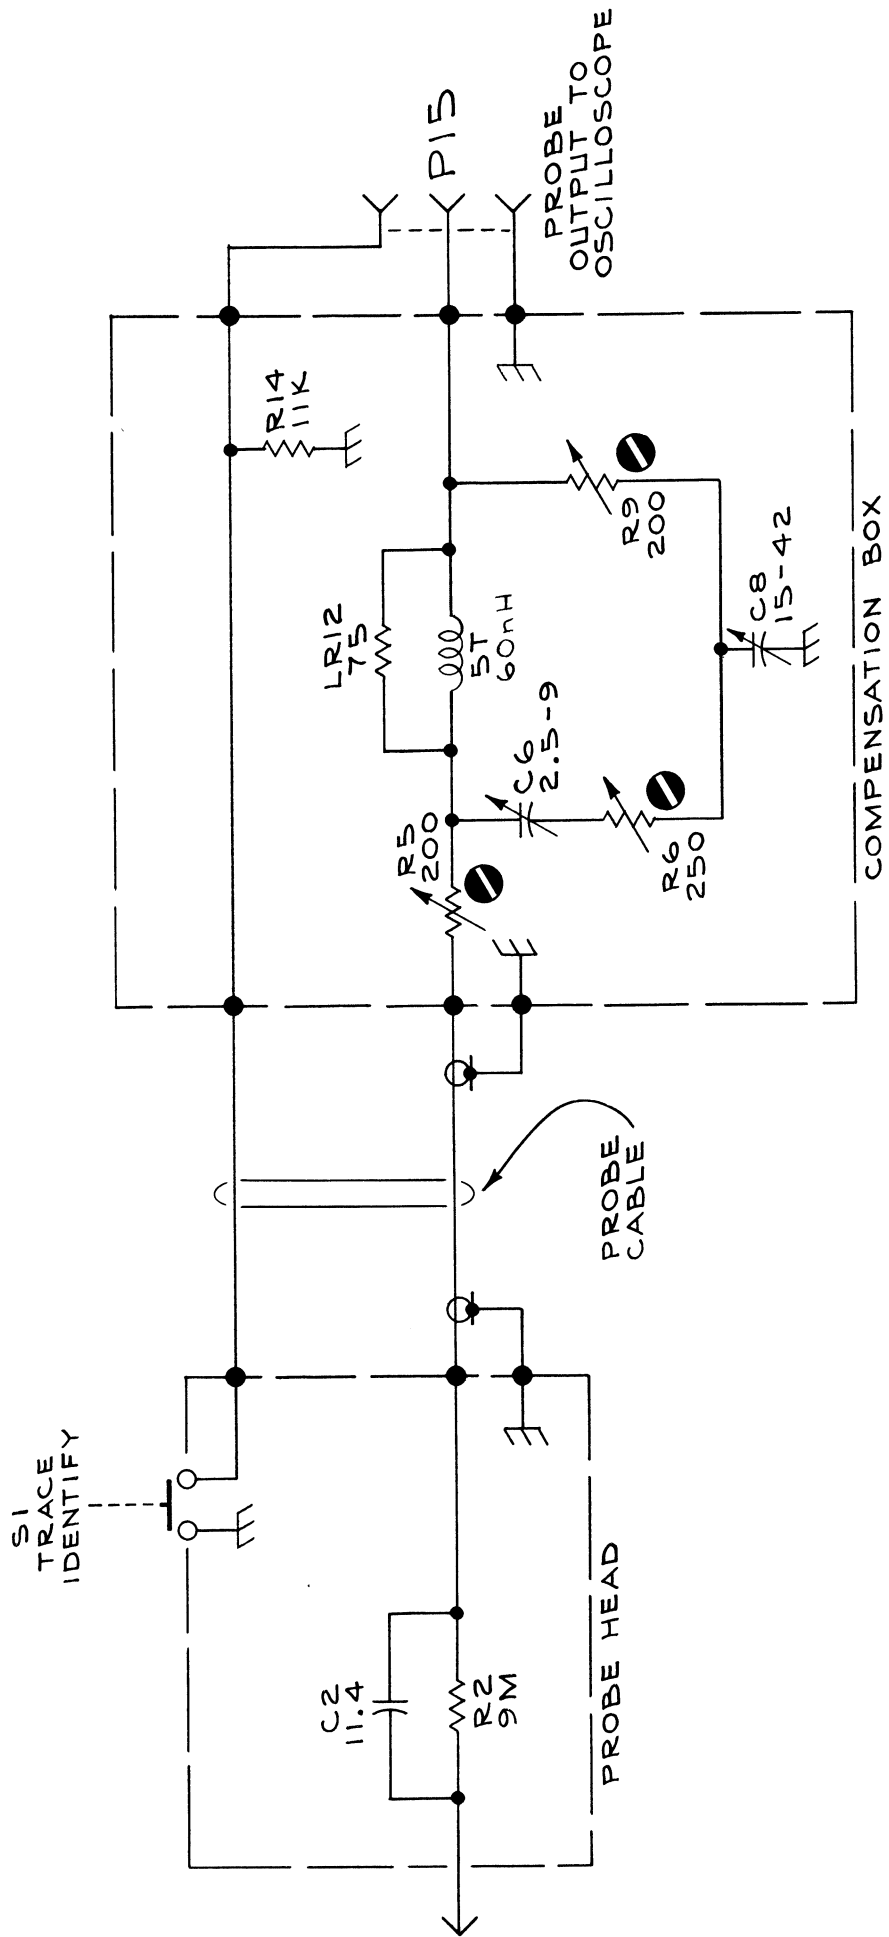 S1
TRACE
IDENTIFY
C2
11.4
R2
9M
PROBE HEAD
PROBE
CABLE
R5
200
C6
2.5-9
R6
250
LR12
75
5T
60nH
R14
11K
R9
200
C8
15-42
COMPENSATION BOX
P15
PROBE
OUTPUT TO
OSCILLOSCOPE